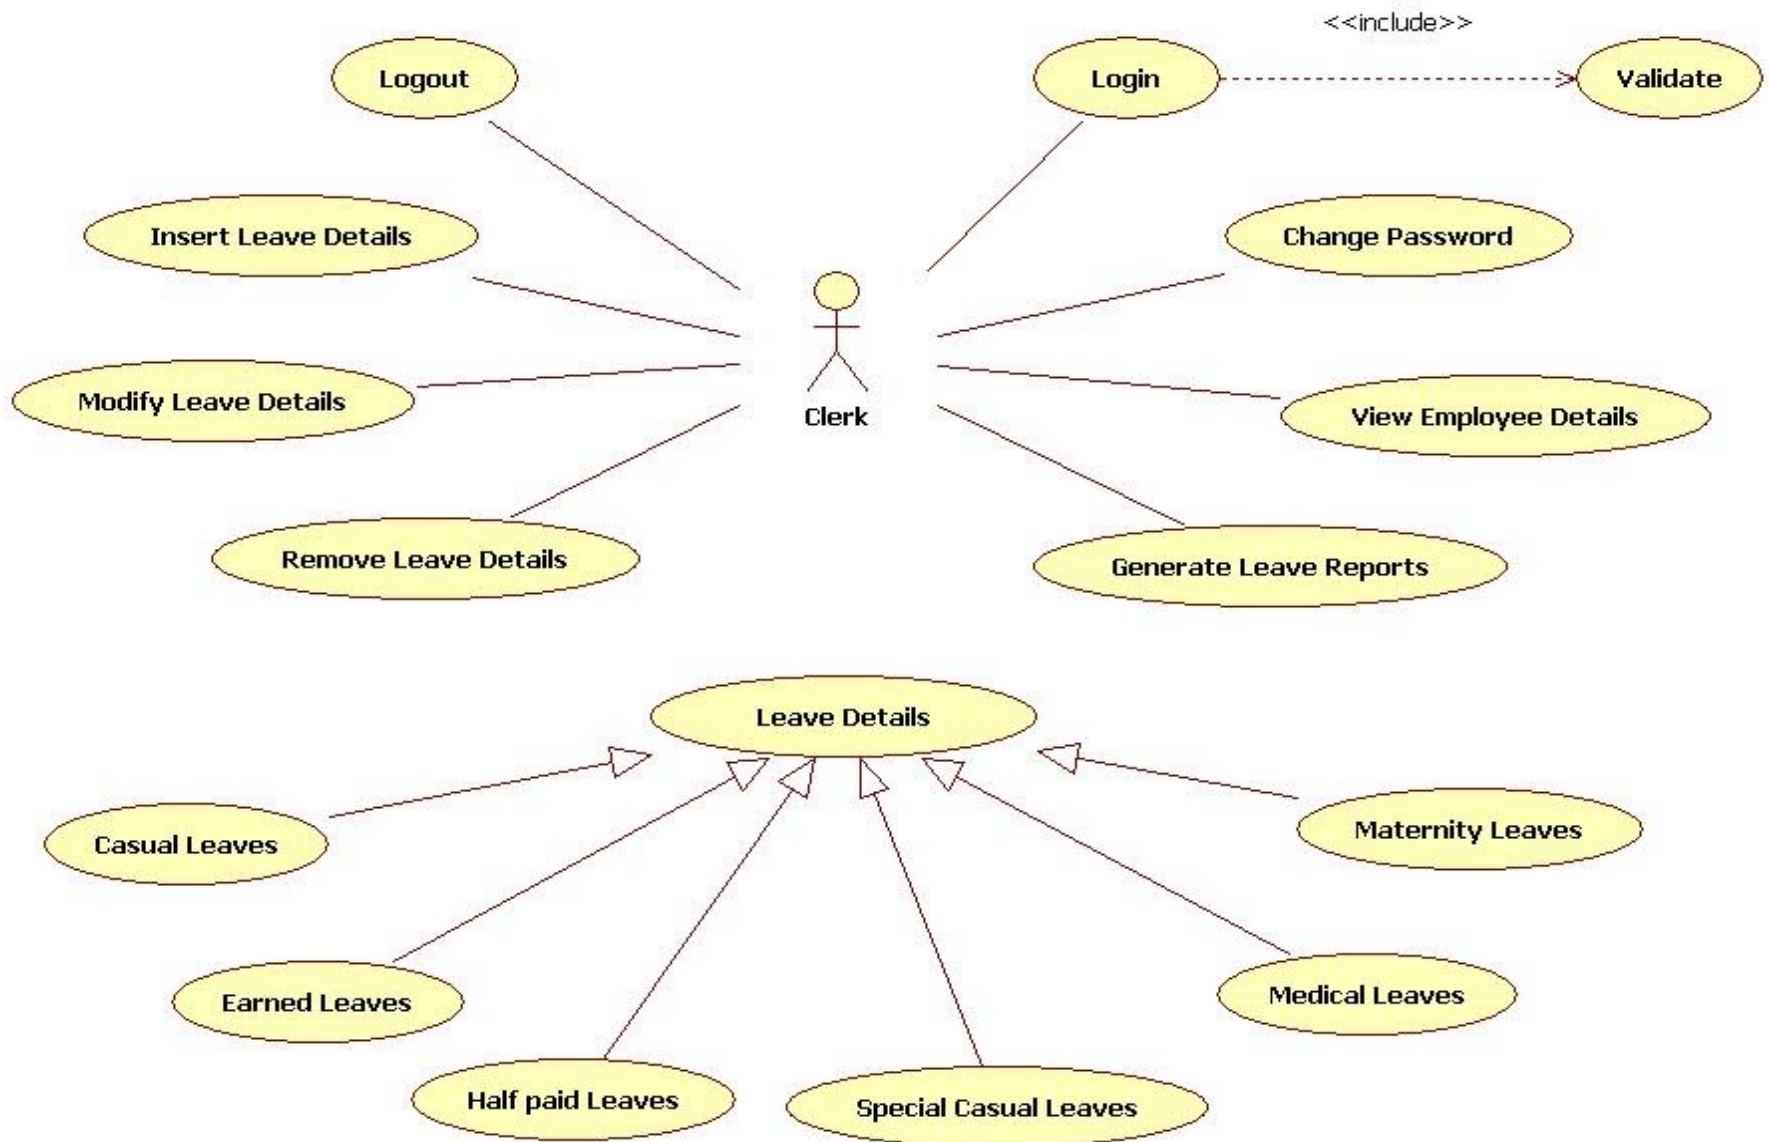 <<include>>
Logout
Login
Validate
Insert Leave Details
Change Password
Modify Leave Details
Clerk
View Employee Details
Remove Leave Details
Generate Leave Reports
Leave Details
Casual Leaves
Maternity Leaves
Earned Leaves
Medical Leaves
Half paid Leaves
Special Casual Leaves